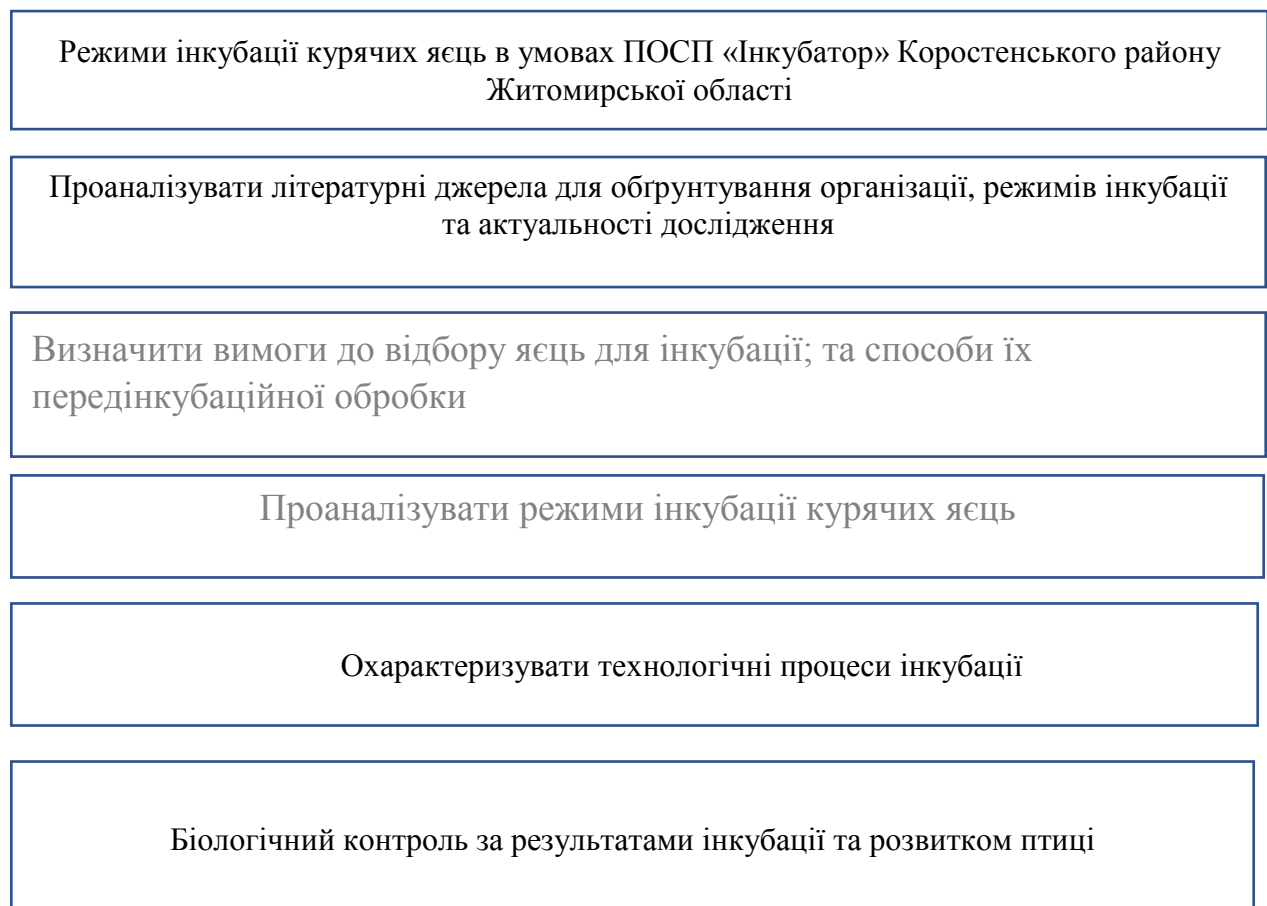 Режими інкубації курячих яєць в умовах ПОСП «Інкубатор» Коростенського району
Житомирської області
Проаналізувати літературні джерела для обґрунтування організації, режимів інкубації
та актуальності дослідження
Визначити вимоги до відбору яєць для інкубації; та способи їх
передінкубаційної обробки
Проаналізувати режими інкубації курячих яєць
Охарактеризувати технологічні процеси інкубації
Біологічний контроль за результатами інкубації та розвитком птиці